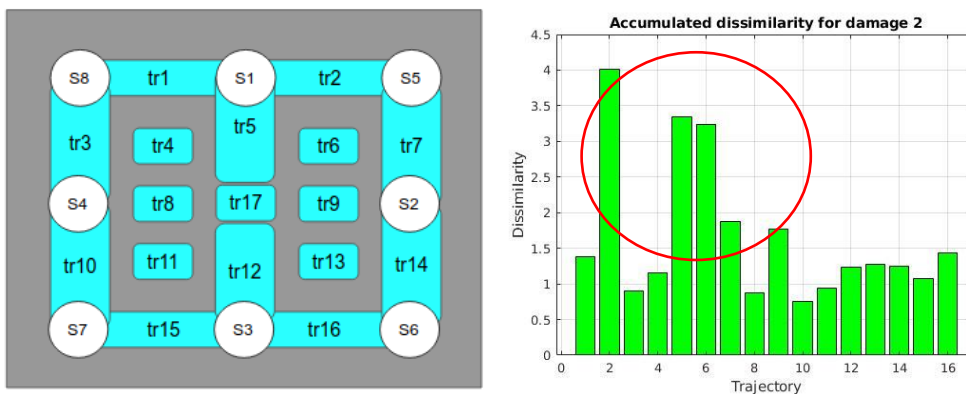 S8 tr1 S1 tr2 S5
tr3 tr4 tr5 tr6 tr7
S4 tr8 tr17 tr9 S2
tr10 tr11 tr12 tr13 tr14
S7 tr15 S3 tr16 S6
Accumulated dissimilarity for damage 2
Dissimilarity
4.5
4
3.5
3
2.5
2
1.5
1
0.5
0
0 2 4 6 8 10 12 14 16
Trajectory